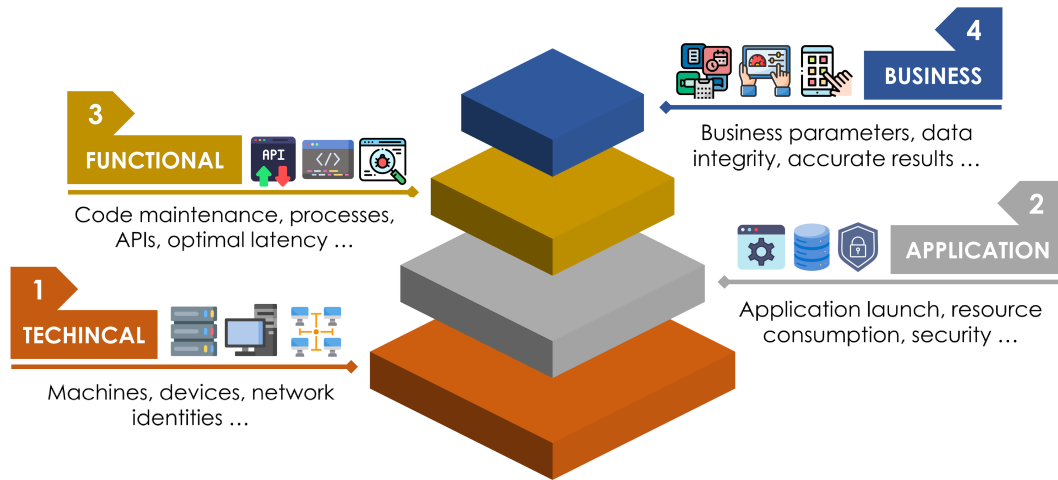 4
BUSINESS
Business parameters, data
integrity, accurate results ...
3
FUNCTIONAL
API
</>
Code maintenance, processes,
APIs, optimal latency ...
2
APPLICATION
Application launch, resource
consumption, security ...
1
TECHINCAL
Machines, devices, network
identities ...